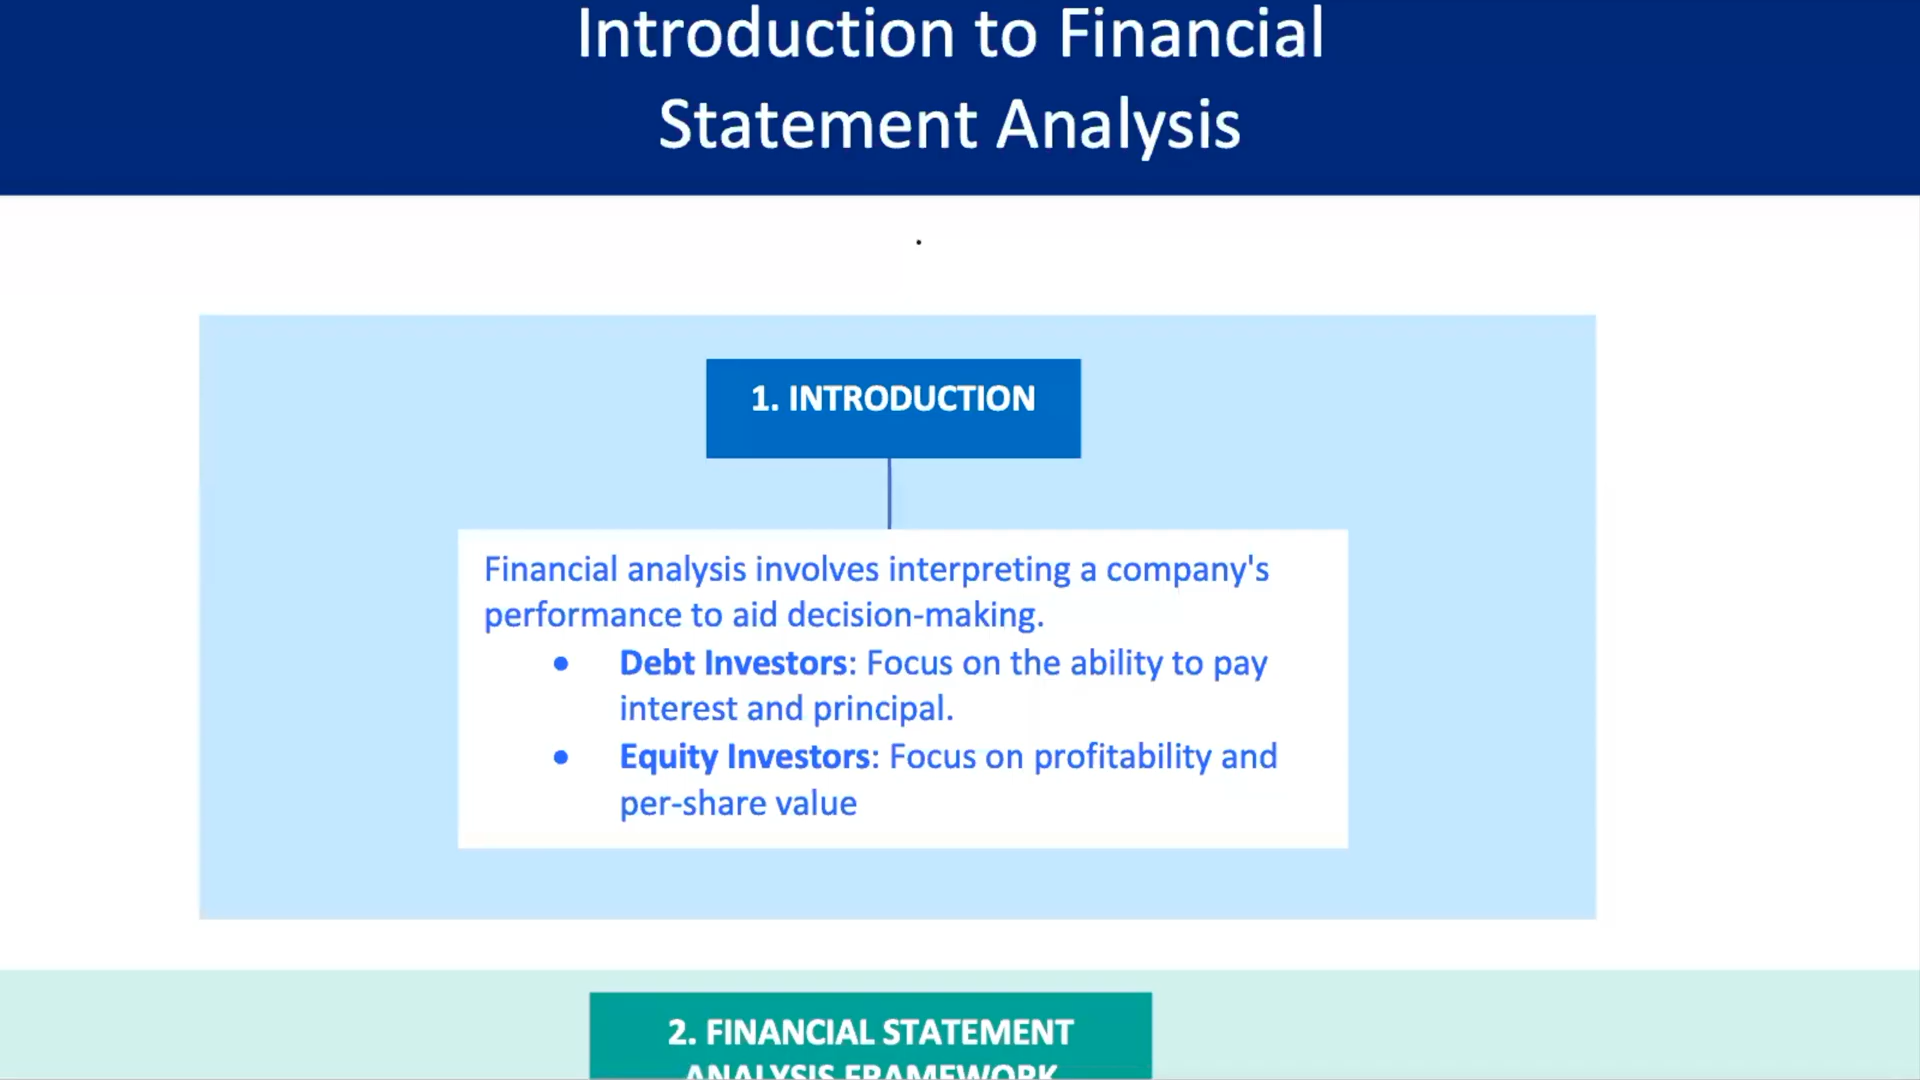 Introduction to Financial
Statement Analysis
.
1. INTRODUCTION
Financial analysis involves interpreting a company's
performance to aid decision-making.
• Debt Investors: Focus on the ability to pay
interest and principal.
• Equity Investors: Focus on profitability and
per-share value
2. FINANCIAL STATEMENT
ANALYSIS FRAMEWORK